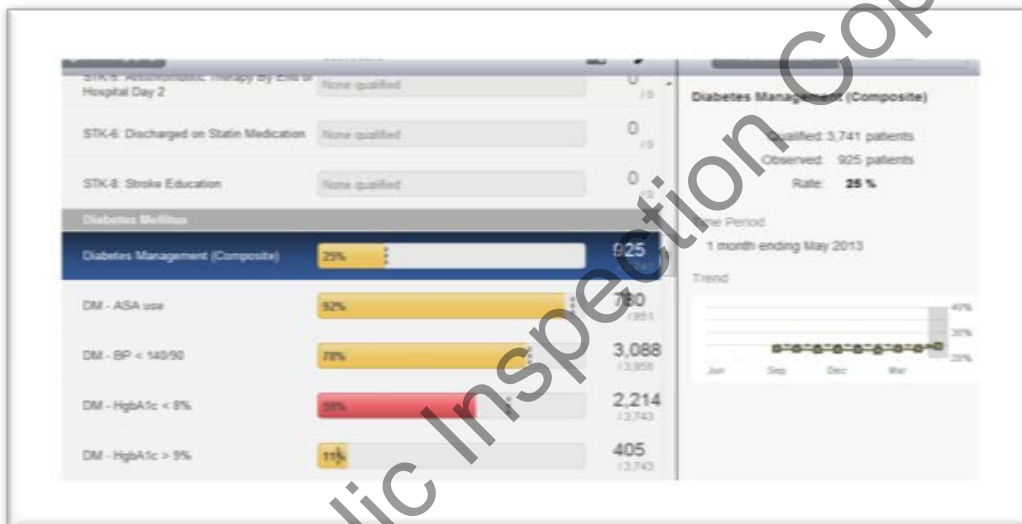 Hospital Day 2
None qualified
0
/ 0
STK-6: Discharged on Statin Medication
None qualified
0
/ 0
STK-8: Stroke Education
None qualified
0
/ 0
Diabetes Mellitus
Diabetes Management (Composite)
25%
925
DM - ASA use
92%
780
/ 851
DM - BP < 140/90
78%
3,088
/ 3,956
DM - HgbA1c < 8%
59%
2,214
/ 3,743
DM - HgbA1c > 9%
11%
405
/ 3,743
Diabetes Management (Composite)
Qualified: 3,741 patients
Observed: 925 patients
Rate: 25 %
Time Period
1 month ending May 2013
Trend
40%
30%
20%
Jun Sep Dec Mar
Public Inspection Copy